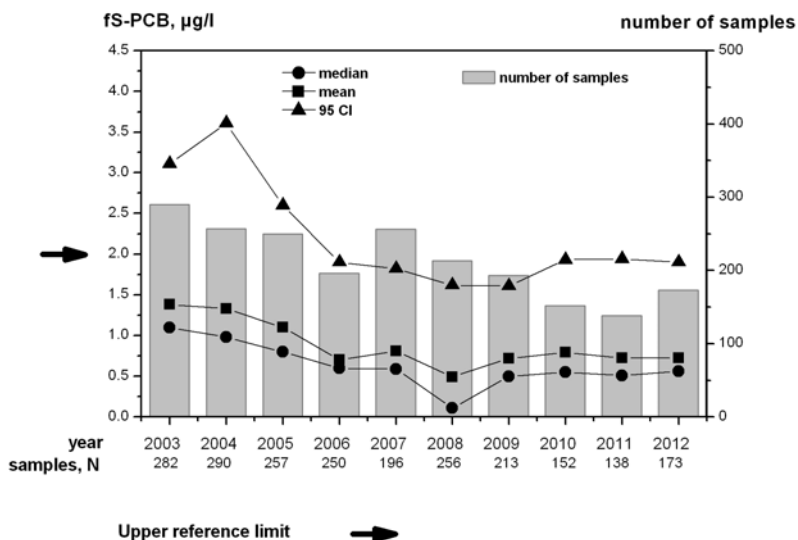 fS-PCB, µg/l number of samples
4.5 500
4.0
median number of samples
mean
95 CI
3.5 400
3.0
2.5 300
2.0
1.5 200
1.0 100
0.5
0.0 0
year 2003 2004 2005 2006 2007 2008 2009 2010 2011 2012
samples, N 282 290 257 250 196 256 213 152 138 173
Upper reference limit